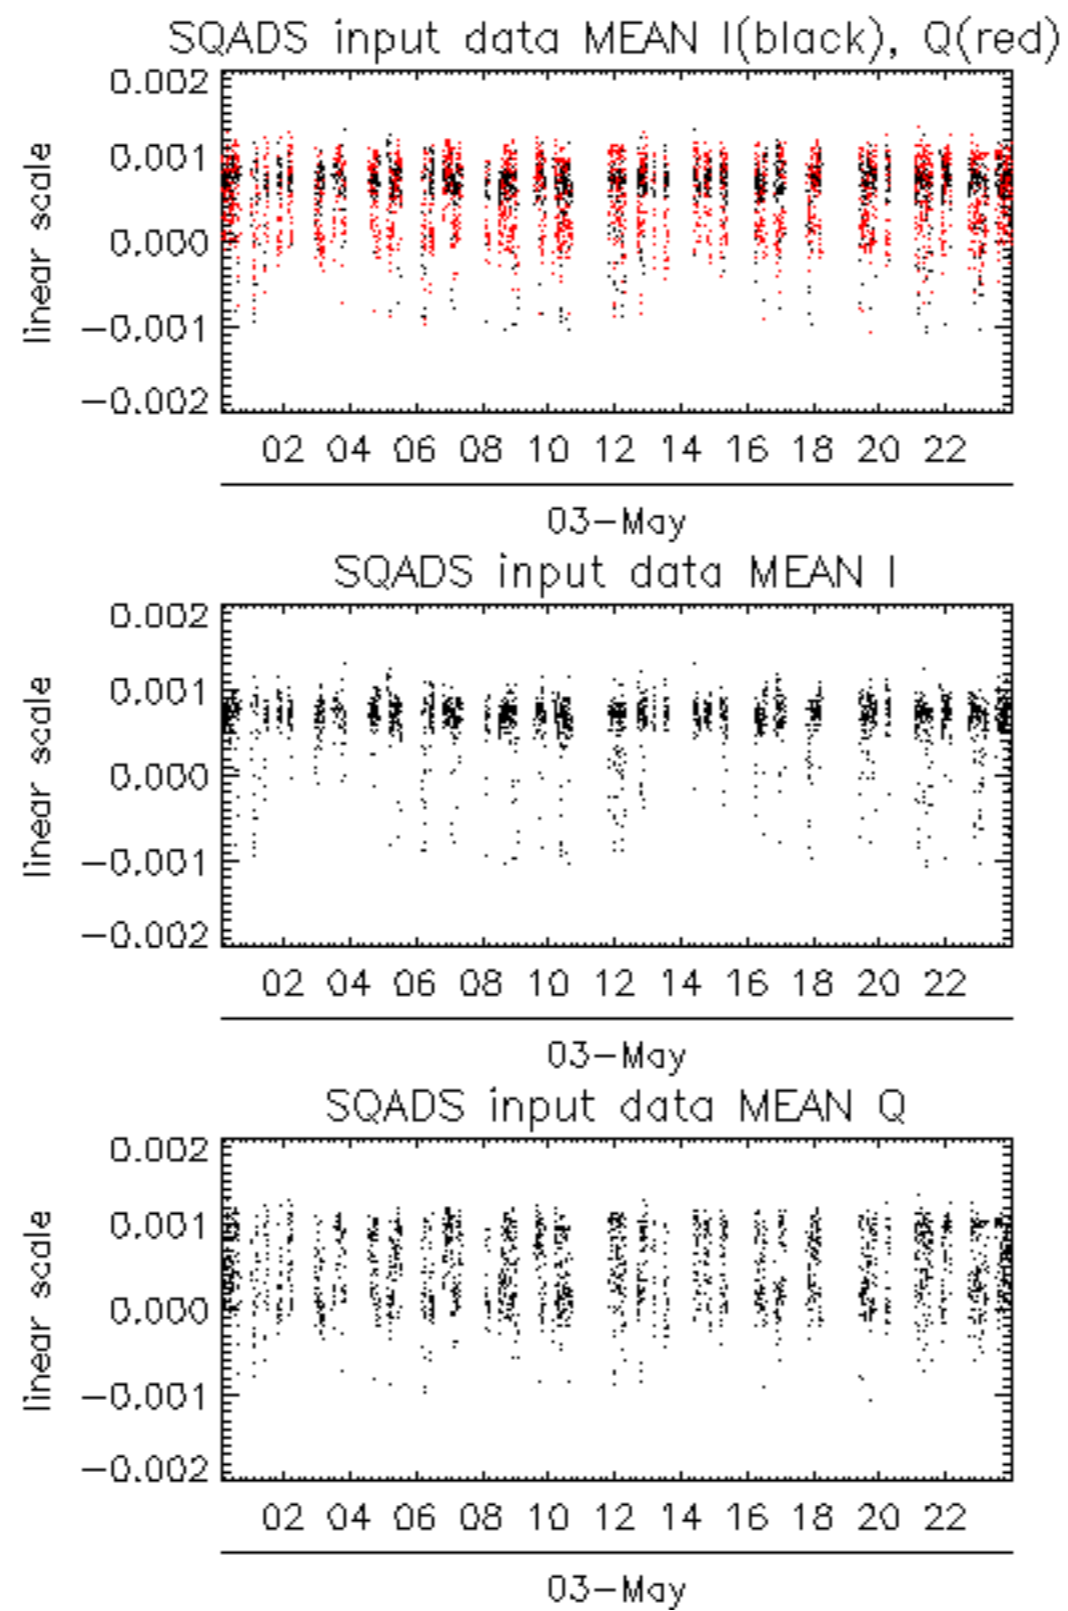 SQADS input data MEAN I(black), Q(red)
0.002
0.001
0.000
−0.001
−0.002
linear scale
02 04 06 08 10 12 14 16 18 20 22
03−May
SQADS input data MEAN I
0.002
0.001
0.000
−0.001
−0.002
linear scale
02 04 06 08 10 12 14 16 18 20 22
03−May
SQADS input data MEAN Q
0.002
0.001
0.000
−0.001
−0.002
linear scale
02 04 06 08 10 12 14 16 18 20 22
03−May